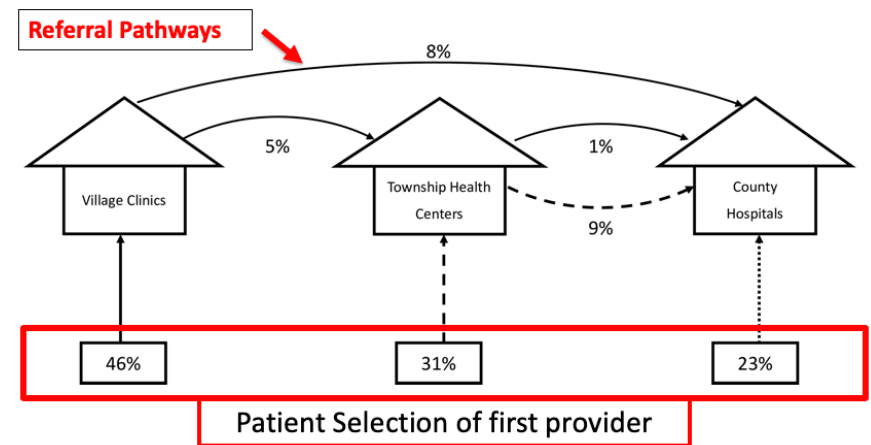 Referral Pathways
8%
5%
1%
Village Clinics
Township Health
Centers
County
Hospitals
9%
46%
31%
23%
Patient Selection of first provider